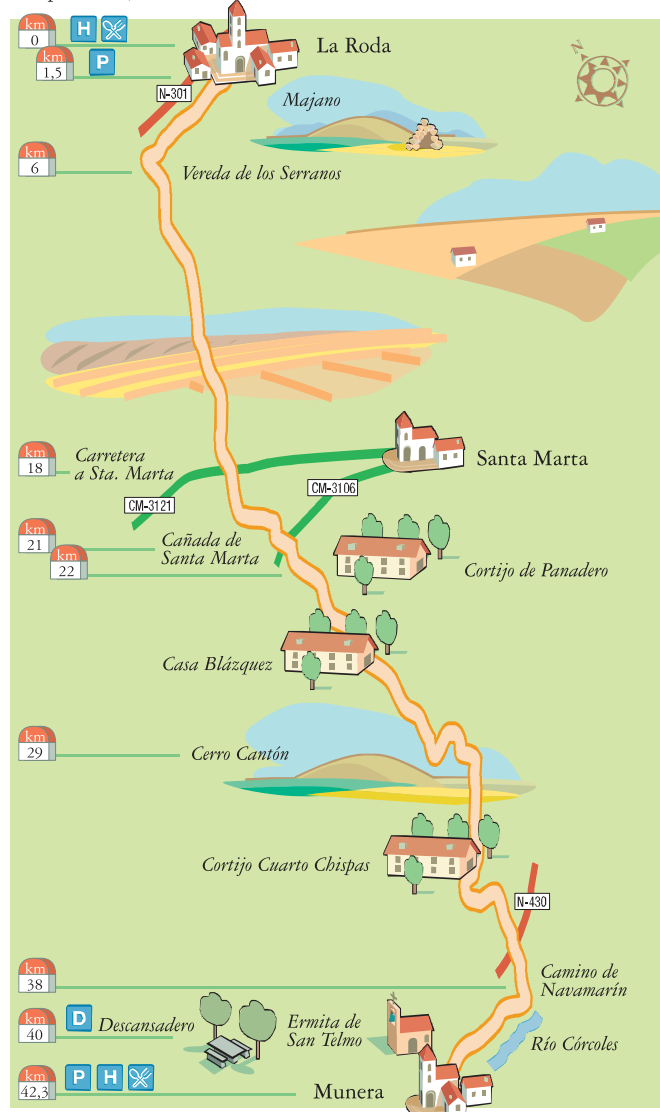 km
0
H
La Roda
km
1,5
P
N-301
N
Majano
km
6
Vereda de los Serranos
km
18
Carretera
a Sta. Marta
Santa Marta
CM-3106
CM-3121
km
21
Cañada de
Santa Marta
km
22
Cortijo de Panadero
Casa Blázquez
km
29
Cerro Cantón
Cortijo Cuarto Chispas
N-430
km
38
Camino de
Navamarín
km
40
D
Descansadero
Ermita de
San Telmo
Río Córcoles
km
42,3
P
H
Munera